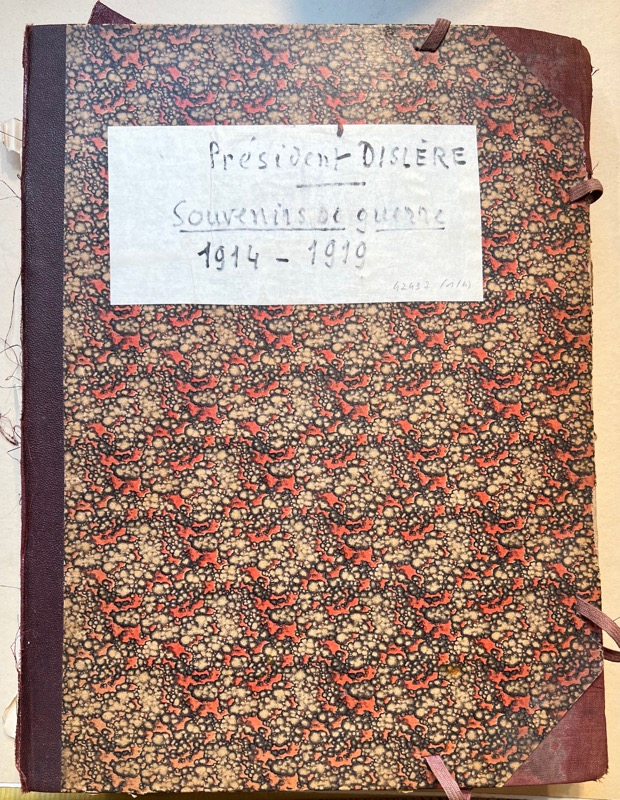 Président DISLÈRE
Souvenirs de guerre
1914 - 1919